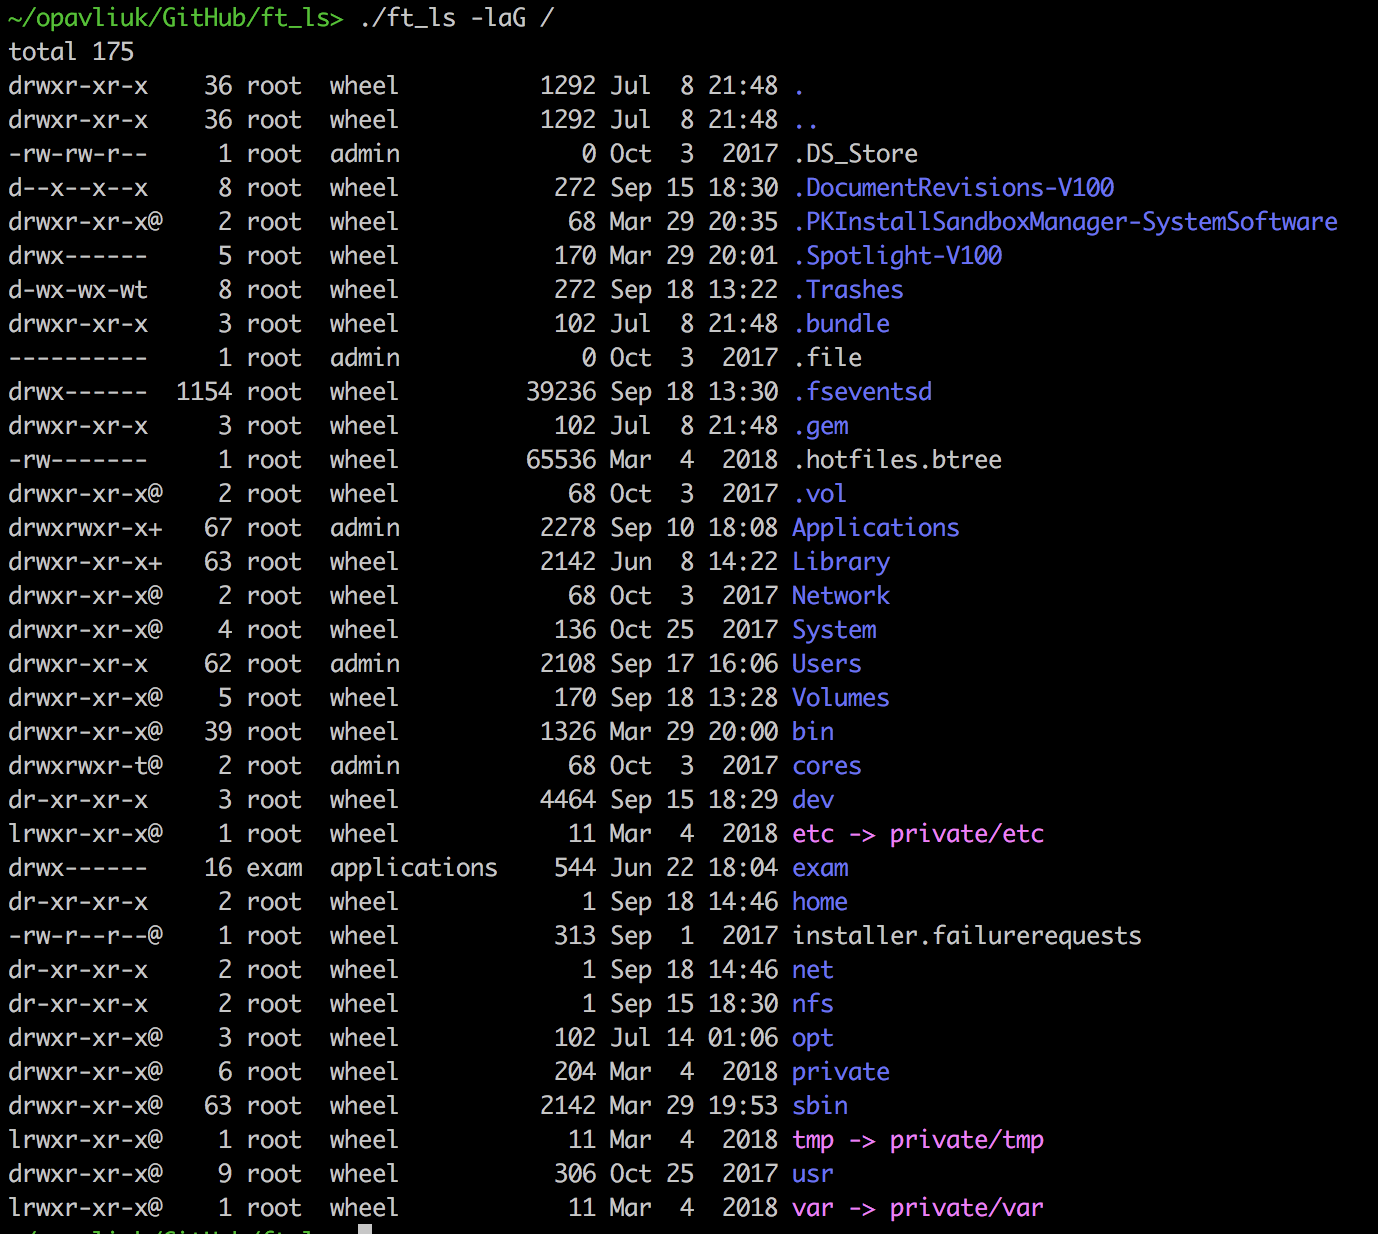 ~/opavliuk/GitHub/ft_ls> ./ft_ls -laG /
total 175
drwxr-xr-x    36 root  wheel          1292 Jul  8 21:48 .
drwxr-xr-x    36 root  wheel          1292 Jul  8 21:48 ..
-rw-rw-r--     1 root  admin             0 Oct  3  2017 .DS_Store
d--x--x--x     8 root  wheel           272 Sep 15 18:30 .DocumentRevisions-V100
drwxr-xr-x@    2 root  wheel            68 Mar 29 20:35 .PKInstallSandboxManager-SystemSoftware
drwx------     5 root  wheel           170 Mar 29 20:01 .Spotlight-V100
d-wx-wx-wt     8 root  wheel           272 Sep 18 13:22 .Trashes
drwxr-xr-x     3 root  wheel           102 Jul  8 21:48 .bundle
----------     1 root  admin             0 Oct  3  2017 .file
drwx------  1154 root  wheel         39236 Sep 18 13:30 .fseventsd
drwxr-xr-x     3 root  wheel           102 Jul  8 21:48 .gem
-rw-------     1 root  wheel         65536 Mar  4  2018 .hotfiles.btree
drwxr-xr-x@    2 root  wheel            68 Oct  3  2017 .vol
drwxrwxr-x+   67 root  admin          2278 Sep 10 18:08 Applications
drwxr-xr-x+   63 root  wheel          2142 Jun  8 14:22 Library
drwxr-xr-x@    2 root  wheel            68 Oct  3  2017 Network
drwxr-xr-x@    4 root  wheel           136 Oct 25  2017 System
drwxr-xr-x    62 root  admin          2108 Sep 17 16:06 Users
drwxr-xr-x@    5 root  wheel           170 Sep 18 13:28 Volumes
drwxr-xr-x@   39 root  wheel          1326 Mar 29 20:00 bin
drwxrwxr-t@    2 root  admin            68 Oct  3  2017 cores
dr-xr-xr-x     3 root  wheel          4464 Sep 15 18:29 dev
lrwxr-xr-x@    1 root  wheel            11 Mar  4  2018 etc -> private/etc
drwx------    16 exam  applications    544 Jun 22 18:04 exam
dr-xr-xr-x     2 root  wheel             1 Sep 18 14:46 home
-rw-r--r--@    1 root  wheel           313 Sep  1  2017 installer.failurerequests
dr-xr-xr-x     2 root  wheel             1 Sep 18 14:46 net
dr-xr-xr-x     2 root  wheel             1 Sep 15 18:30 nfs
drwxr-xr-x@    3 root  wheel           102 Jul 14 01:06 opt
drwxr-xr-x@    6 root  wheel           204 Mar  4  2018 private
drwxr-xr-x@   63 root  wheel          2142 Mar 29 19:53 sbin
lrwxr-xr-x@    1 root  wheel            11 Mar  4  2018 tmp -> private/tmp
drwxr-xr-x@    9 root  wheel           306 Oct 25  2017 usr
lrwxr-xr-x@    1 root  wheel            11 Mar  4  2018 var -> private/var